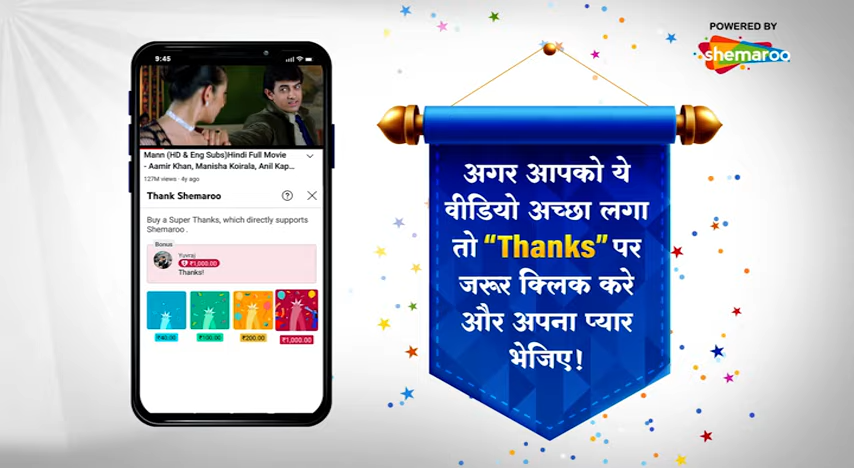 POWERED BY
shemaroo
9:45
Mann (HD & Eng Subs)Hindi Full Movie
- Aamir Khan, Manisha Koirala, Anil Kap...
127M views · 4y ago
Thank Shemaroo
Buy a Super Thanks, which directly supports
Shemaroo .
Bonus
Yuvraj
₹1,000.00
Thanks!
₹40.00 ₹100.00 ₹200.00 ₹1,000.00
अगर आपको ये
वीडियो अच्छा लगा
तो “Thanks” पर
जरूर क्लिक करे
और अपना प्यार
भेजिए!